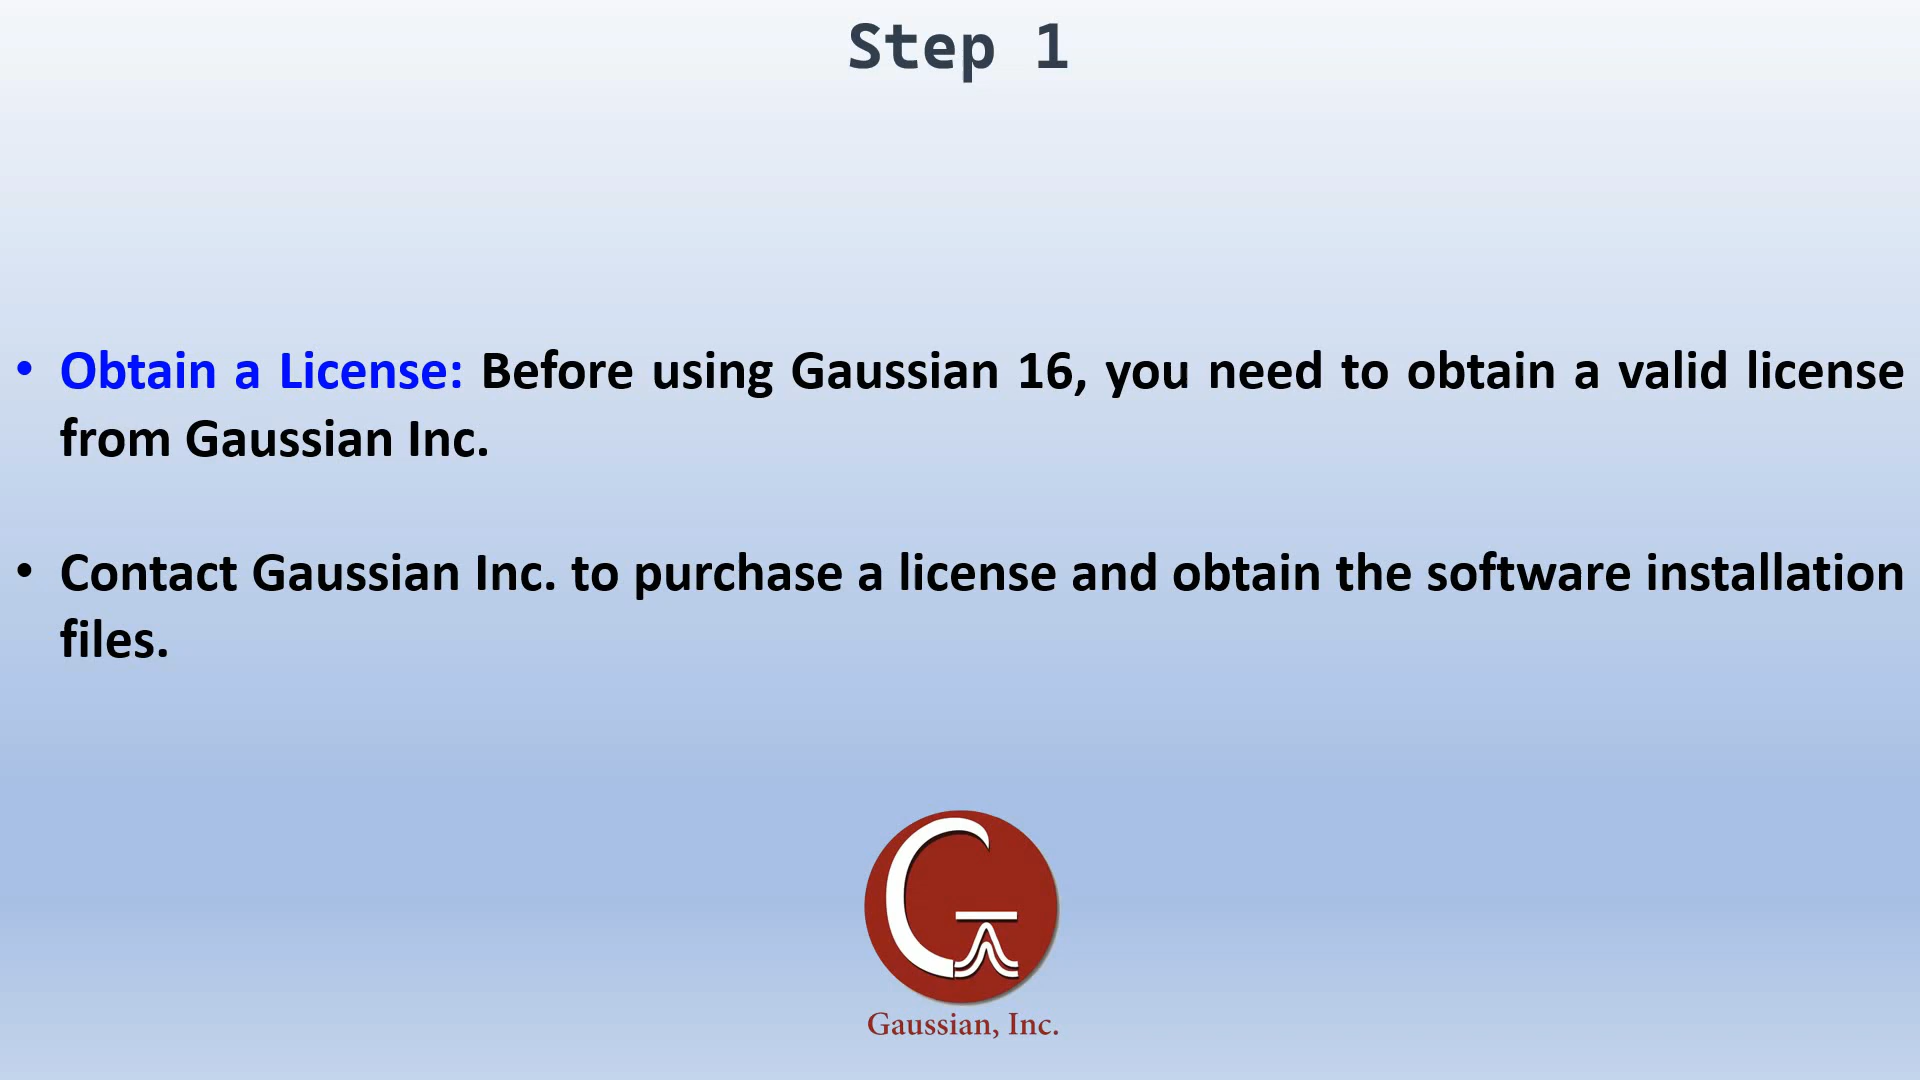 Step 1
• Obtain a License: Before using Gaussian 16, you need to obtain a valid license
from Gaussian Inc.
• Contact Gaussian Inc. to purchase a license and obtain the software installation
files.
Gaussian, Inc.